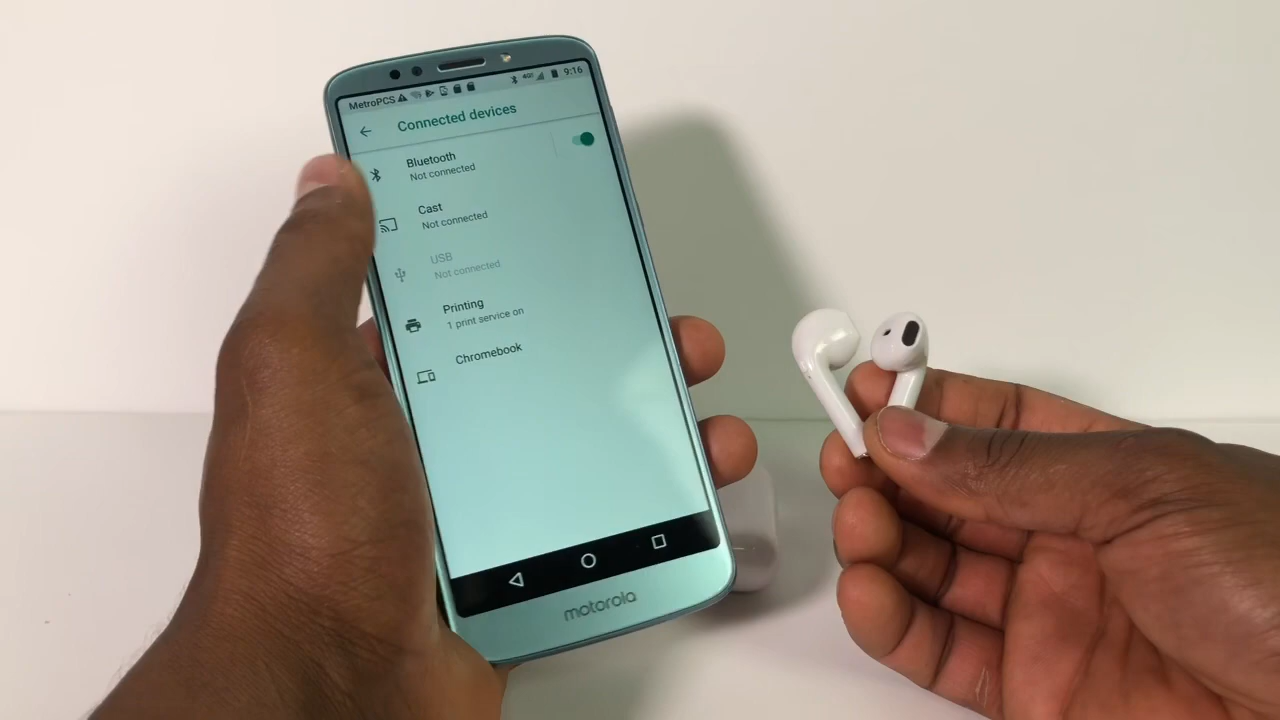 MetroPCS 4G 9:16
Connected devices
Bluetooth
Not connected
Cast
Not connected
USB
Not connected
Printing
1 print service on
Chromebook
motorola